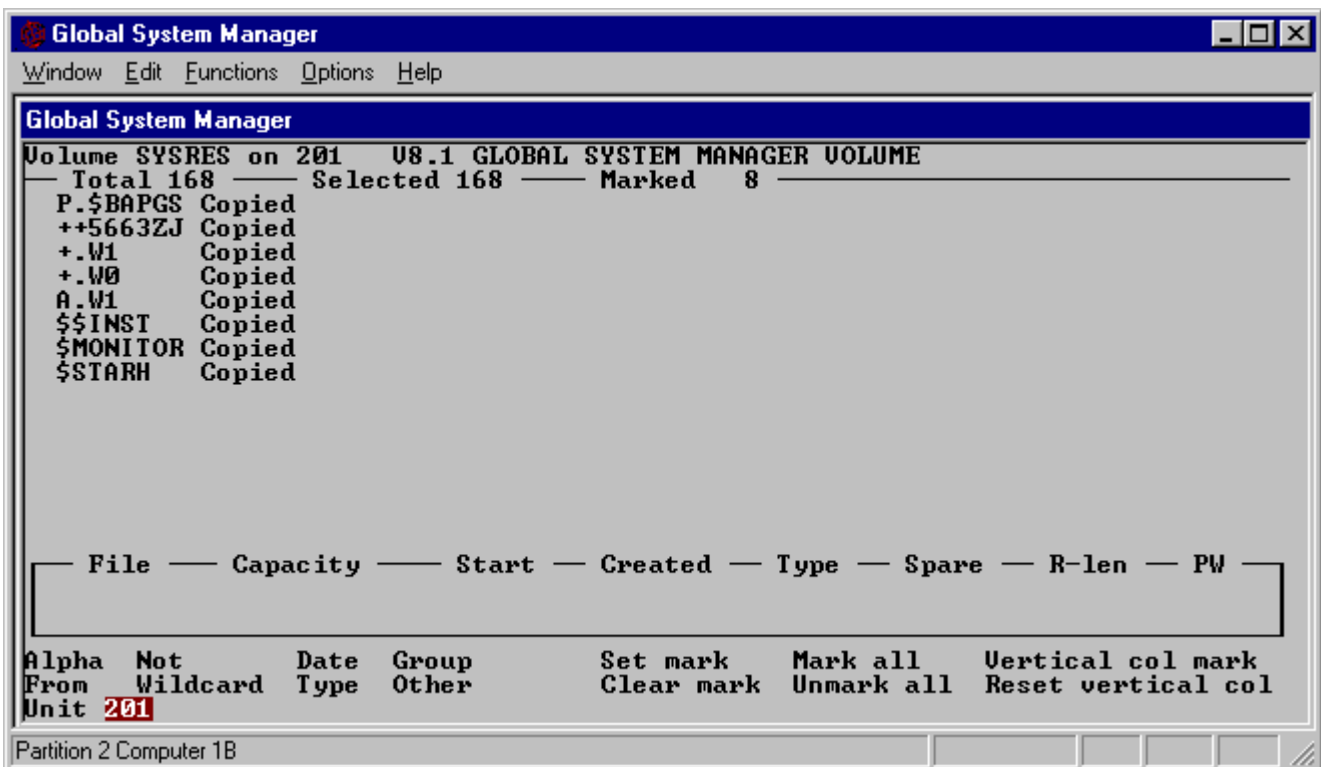 Global System Manager
Window Edit Functions Options Help
Global System Manager
Volume SYSRES on 201 V8.1 GLOBAL SYSTEM MANAGER VOLUME
Total 168 Selected 168 Marked 8
P.$BAPGS Copied
++5663ZJ Copied
+.W1 Copied
+.W0 Copied
A.W1 Copied
$$INST Copied
$MONITOR Copied
$STARH Copied
File Capacity Start Created Type Spare R-len PW
Alpha Not Date Group Set mark Mark all Vertical col mark
From Wildcard Type Other Clear mark Unmark all Reset vertical col
Unit 201
Partition 2 Computer 1B